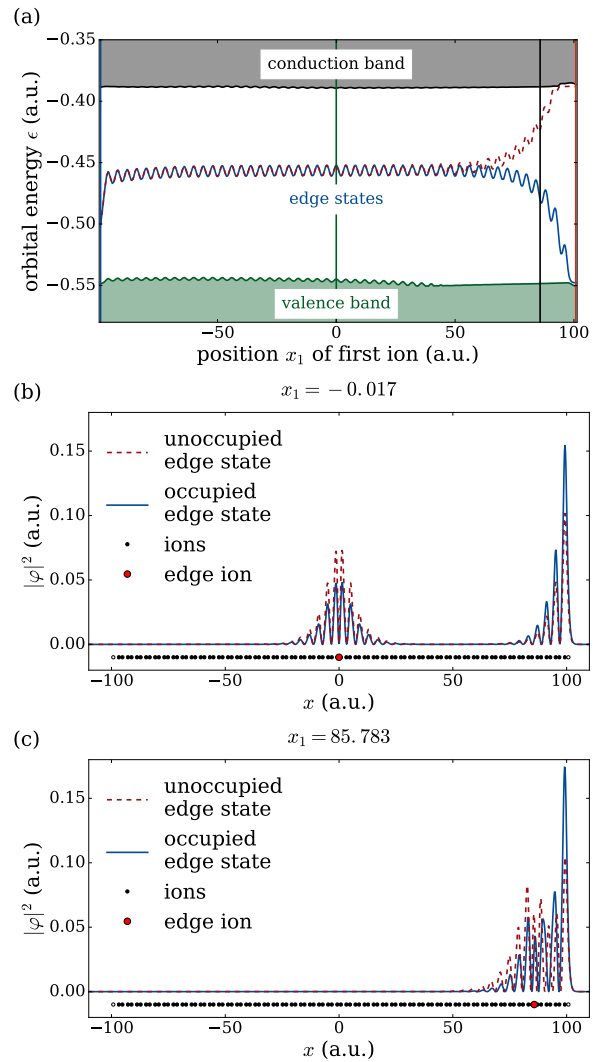 (a)
−0.35
−0.40
−0.45
−0.50
−0.55
orbital energy ϵ (a.u.)
conduction band
edge states
valence band
−50
0
50
100
position x₁ of first ion (a.u.)
(b)
x₁ = − 0.017
0.15
0.10
0.05
0.00
|φ|² (a.u.)
unoccupied
edge state
occupied
edge state
ions
edge ion
−100
−50
0
50
100
x (a.u.)
(c)
x₁ = 85.783
0.15
0.10
0.05
0.00
|φ|² (a.u.)
unoccupied
edge state
occupied
edge state
ions
edge ion
−100
−50
0
50
100
x (a.u.)